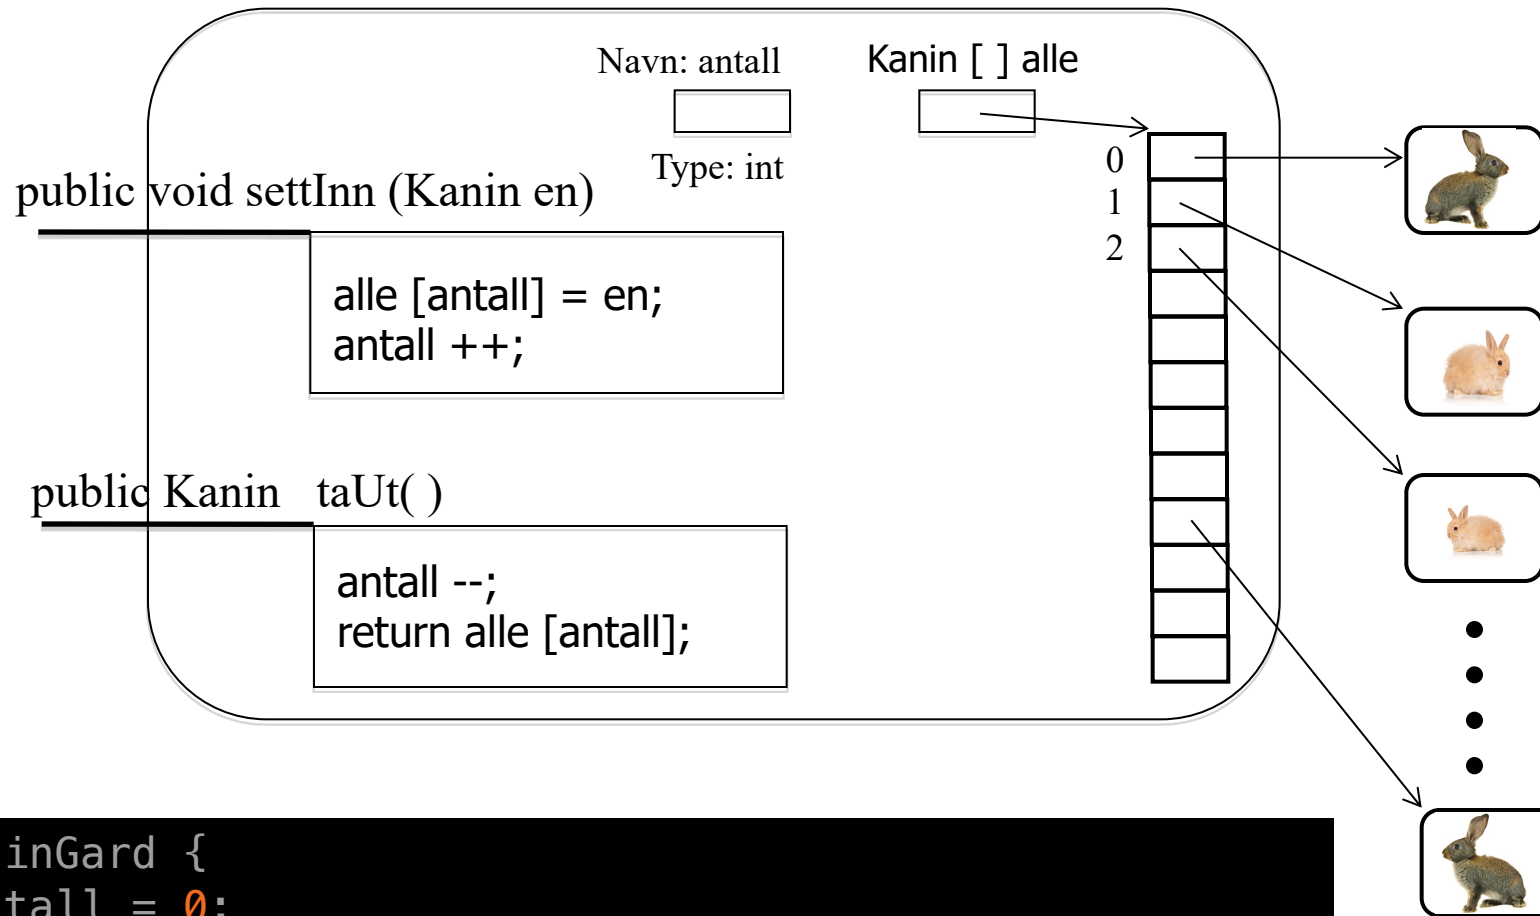 Navn: antall
Kanin [ ] alle
Type: int
0
1
2
public void settInn (Kanin en)
alle [antall] = en;
antall ++;
public Kanin taUt( )
antall --;
return alle [antall];
inGard {
tall = 0;